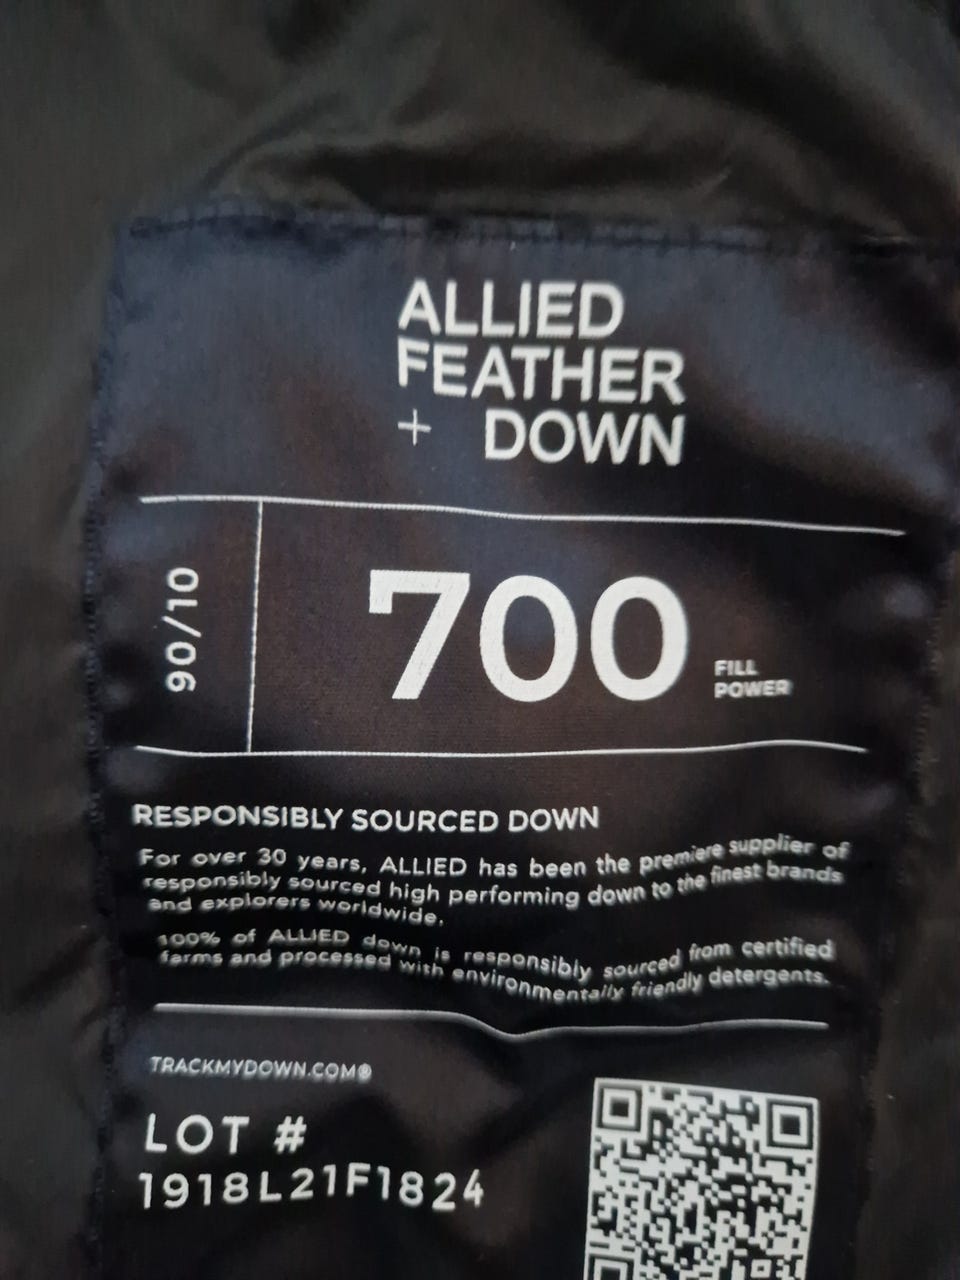 ALLIED
FEATHER
+ DOWN
90/10
700
FILL
POWER
RESPONSIBLY SOURCED DOWN
For over 30 years, ALLIED has been the premiere supplier of
responsibly sourced high performing down to the finest brands
and explorers worldwide.
100% of ALLIED down is responsibly sourced from certified
farms and processed with environmentally friendly detergents.
TRACKMYDOWN.COM®
LOT #
1918L21F1824